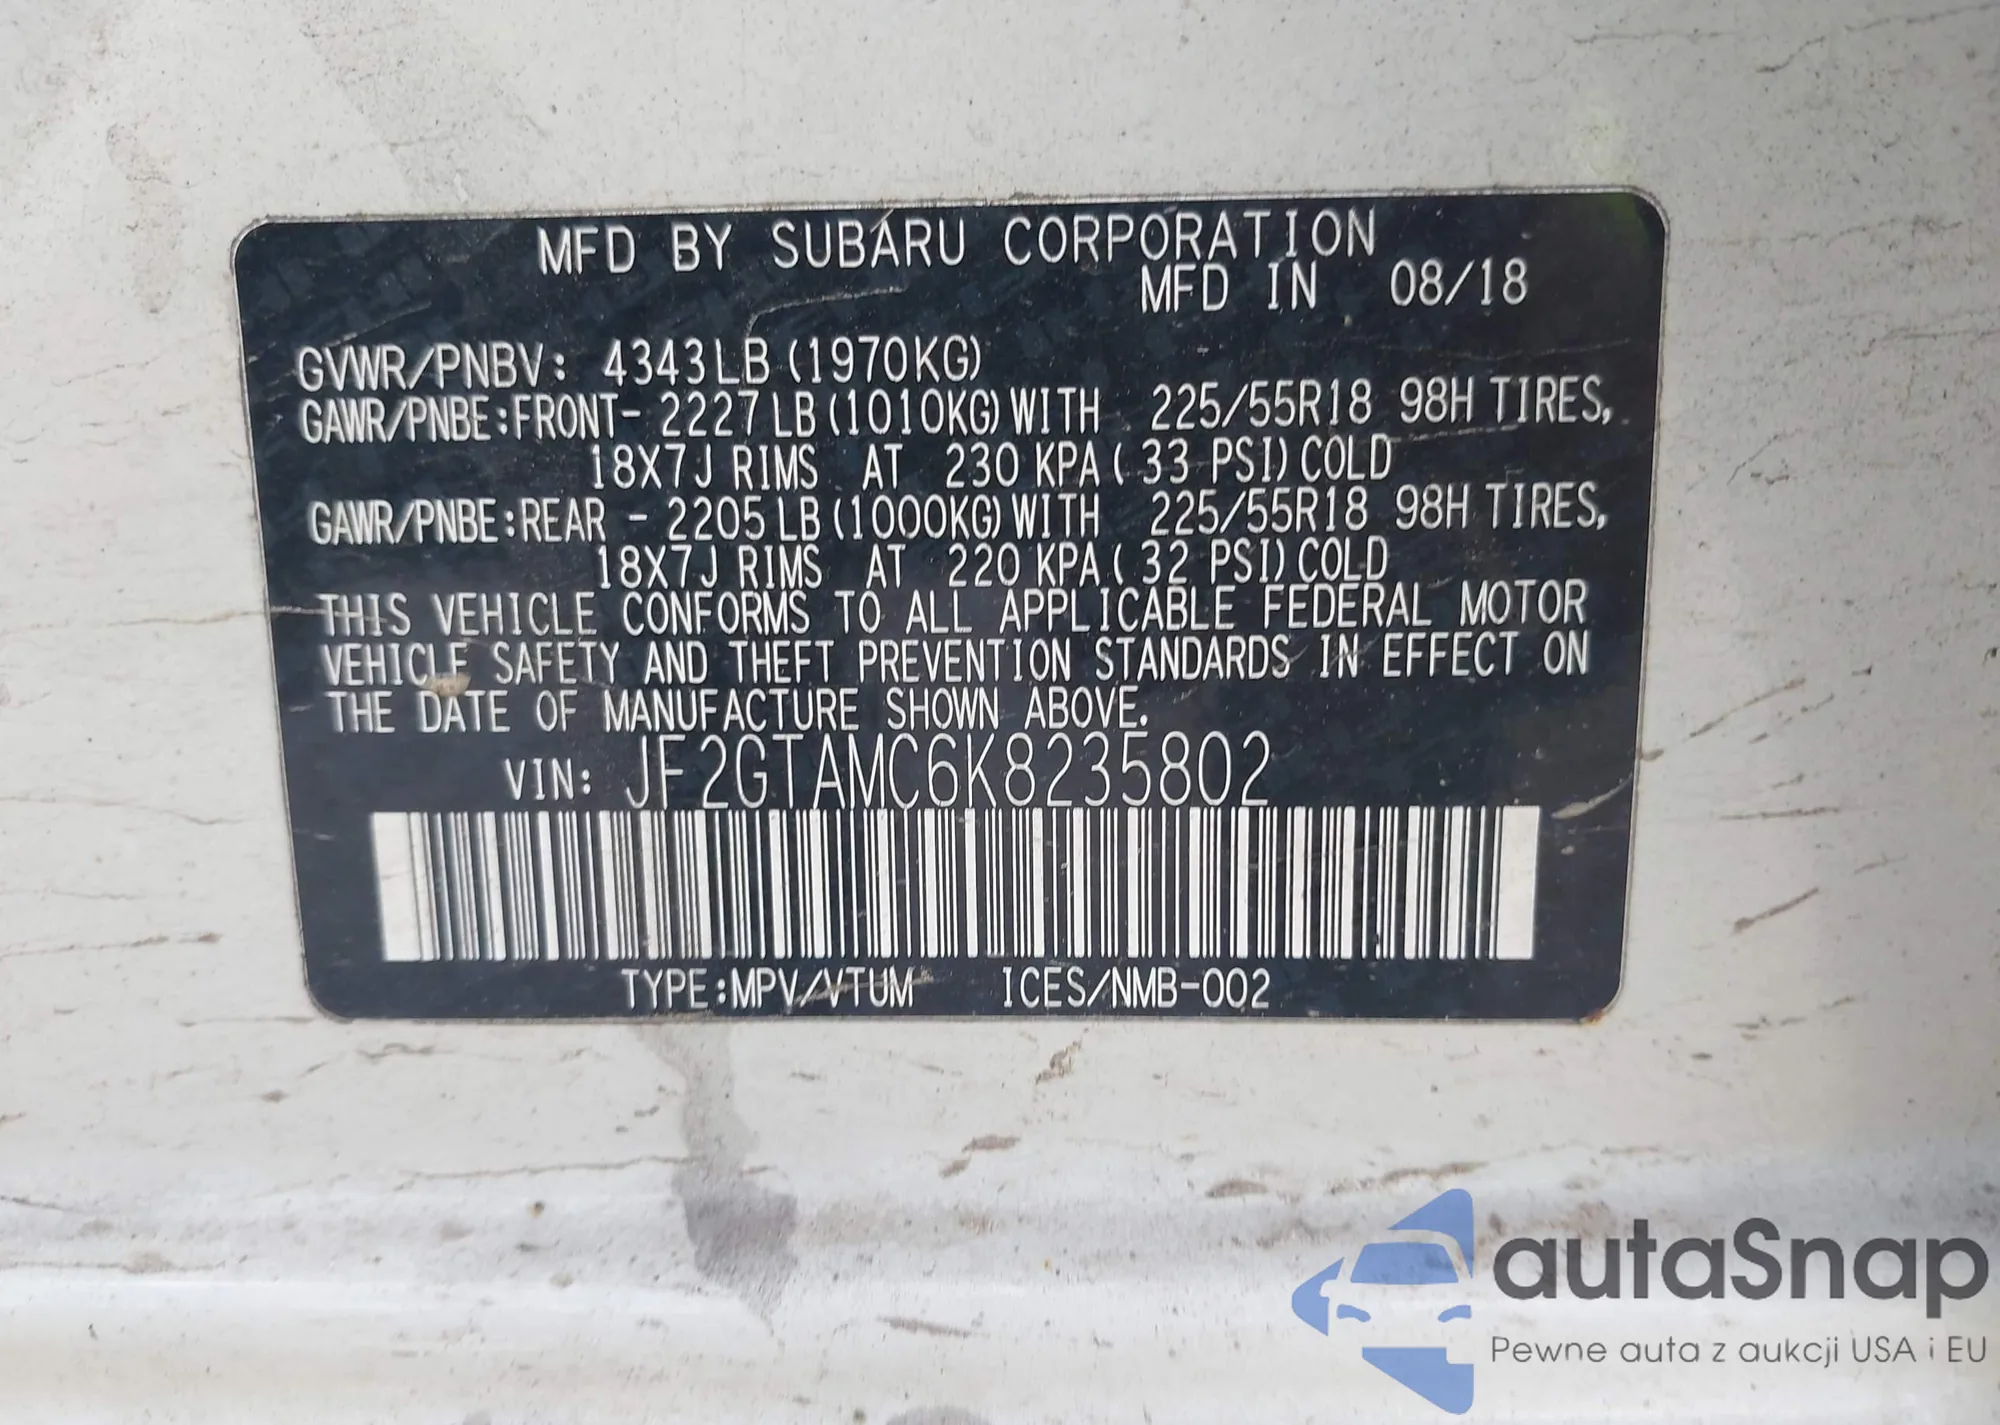 MFD BY SUBARU CORPORATION
MFD IN 08/18
GVWR/PNBV: 4343LB (1970KG)
GAWR/PNBE:FRONT- 2227LB (1010KG) WITH 225/55R18 98H TIRES,
18X7J RIMS AT 230 KPA ( 33 PSI) COLD
GAWR/PNBE:REAR - 2205LB (1000KG) WITH 225/55R18 98H TIRES,
18X7J RIMS AT 220 KPA ( 32 PSI) COLD
THIS VEHICLE CONFORMS TO ALL APPLICABLE FEDERAL MOTOR
VEHICLE SAFETY AND THEFT PREVENTION STANDARDS IN EFFECT ON
THE DATE OF MANUFACTURE SHOWN ABOVE.
VIN: JF2GTAMC6K8235802
TYPE:MPV/VTUM ICES/NMB-002
autaSnap
Pewne auta z aukcji USA i EU